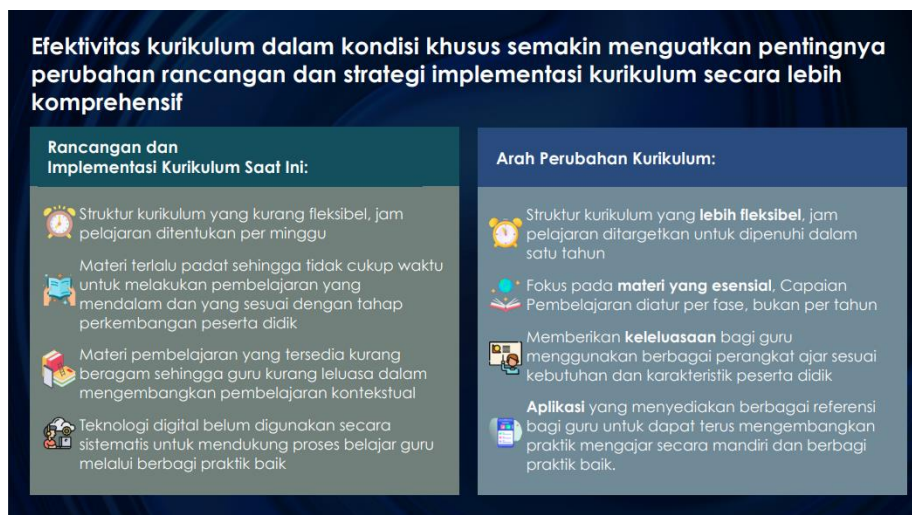 Efektivitas kurikulum dalam kondisi khusus semakin menguatkan pentingnya
perubahan rancangan dan strategi implementasi kurikulum secara lebih
komprehensif
Rancangan dan
Implementasi Kurikulum Saat Ini:
Struktur kurikulum yang kurang fleksibel, jam
pelajaran ditentukan per minggu
Materi terlalu padat sehingga tidak cukup waktu
untuk melakukan pembelajaran yang
mendalam dan yang sesuai dengan tahap
perkembangan peserta didik
Materi pembelajaran yang tersedia kurang
beragam sehingga guru kurang leluasa dalam
mengembangkan pembelajaran kontekstual
Teknologi digital belum digunakan secara
sistematis untuk mendukung proses belajar guru
melalui berbagi praktik baik
Arah Perubahan Kurikulum:
Struktur kurikulum yang lebih fleksibel, jam
pelajaran ditargetkan untuk dipenuhi dalam
satu tahun
Fokus pada materi yang esensial, Capaian
Pembelajaran diatur per fase, bukan per tahun
Memberikan keleluasaan bagi guru
menggunakan berbagai perangkat ajar sesuai
kebutuhan dan karakteristik peserta didik
Aplikasi yang menyediakan berbagai referensi
bagi guru untuk dapat terus mengembangkan
praktik mengajar secara mandiri dan berbagi
praktik baik.